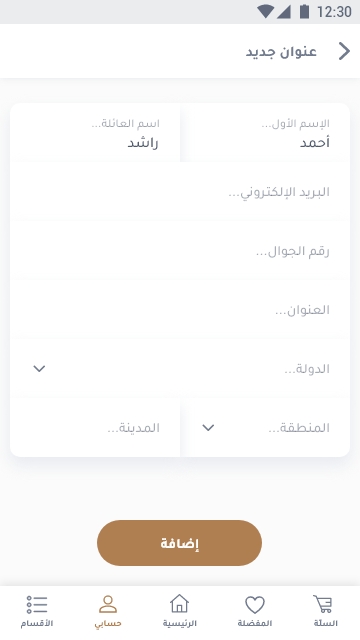 12:30
عنوان جديد
الإسم الأول...
اسم العائلة...
أحمد
راشد
البريد الإلكتروني...
رقم الجوال...
العنوان...
الدولة...
المنطقة...
المدينة...
إضافة
السلّة
المفضلة
الرئيسية
حسابي
الأقسام